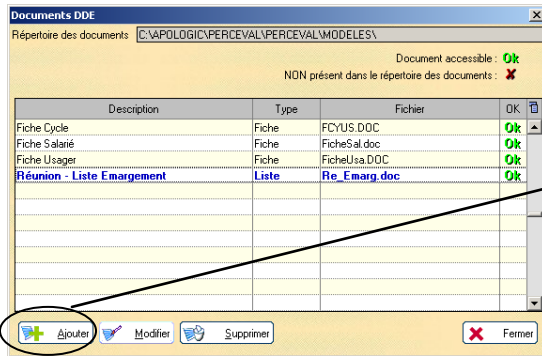 Documents DDE
Répertoire des documents C:\APOLOGIC\PERCEVAL\PERCEVAL\MODELES\
Document accessible : Ok
NON présent dans le répertoire des documents : ✘
Description Type Fichier OK
Fiche Cycle Fiche FCYUS.DOC Ok
Fiche Salarié Fiche FicheSal.doc Ok
Fiche Usager Fiche FicheUsa.DOC Ok
Réunion - Liste Emargement Liste Re_Emarg.doc Ok
Ajouter Modifier Supprimer Fermer